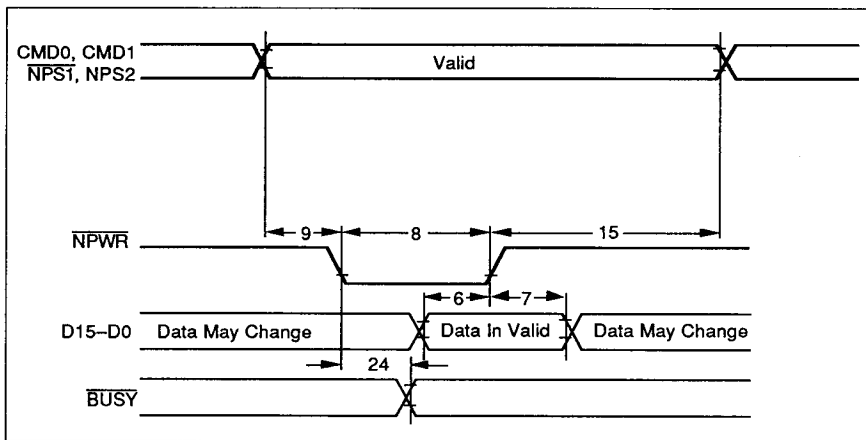 CMD0, CMD1
NPS1, NPS2
Valid
9
8
15
NPWR
6
7
D15–D0
Data May Change
Data In Valid
Data May Change
24
BUSY